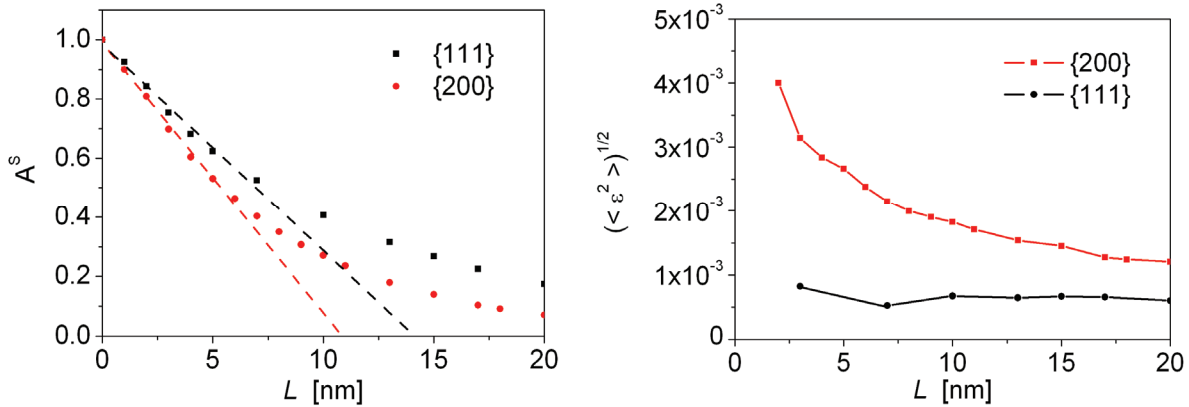 1.0
0.8
0.6
0.4
0.2
0.0
A^S
{111}
{200}
0 5 10 15 20
L [nm]
5x10^-3
4x10^-3
3x10^-3
2x10^-3
1x10^-3
0
(< ε^2 >)^1/2
{200}
{111}
0 5 10 15 20
L [nm]